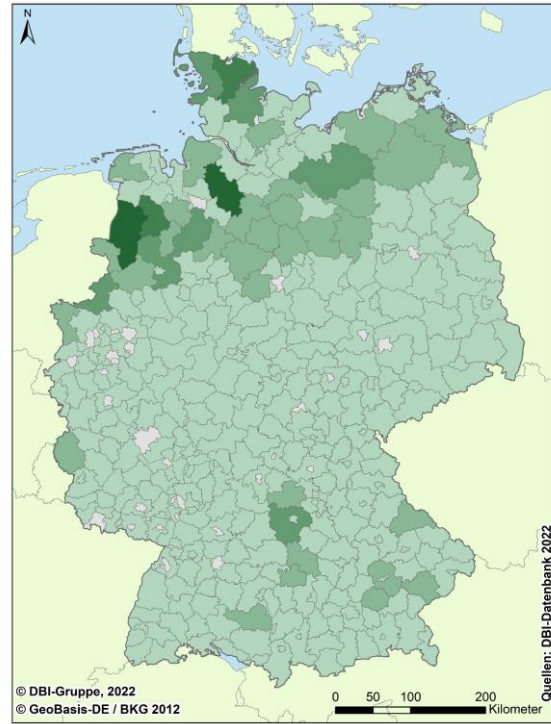 N
Quellen: DBI-Datenbank 2022
© DBI-Gruppe, 2022
© GeoBasis-DE / BKG 2012
0 50 100 200
Kilometer